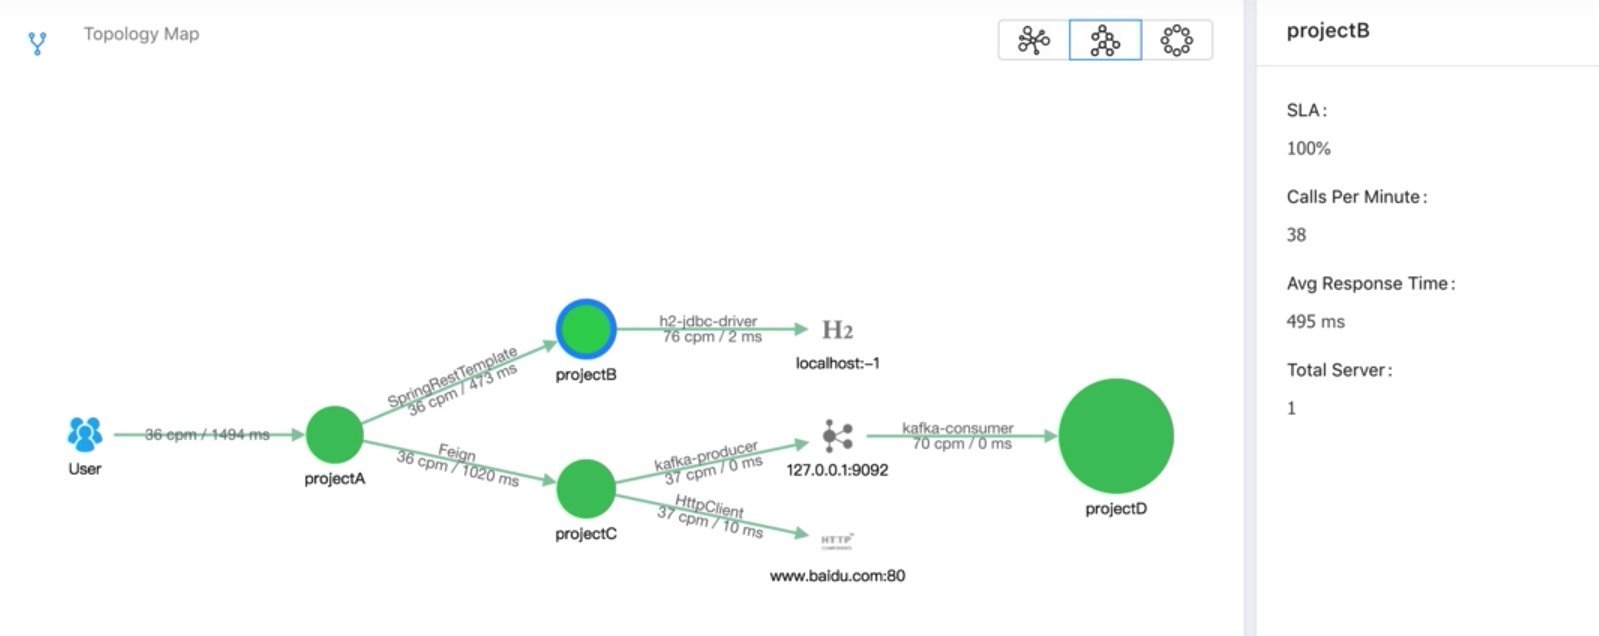 Topology Map
projectB
SLA:
100%
Calls Per Minute:
38
Avg Response Time:
495 ms
Total Server:
1
h2-jdbc-driver
76 cpm / 2 ms
H2
localhost:-1
projectB
SpringRestTemplate
36 cpm / 473 ms
36 cpm / 1494 ms
User
projectA
Feign
36 cpm / 1020 ms
projectC
kafka-producer
37 cpm / 0 ms
127.0.0.1:9092
kafka-consumer
70 cpm / 0 ms
projectD
HttpClient
37 cpm / 10 ms
HTTP
COMPONENTS
www.baidu.com:80